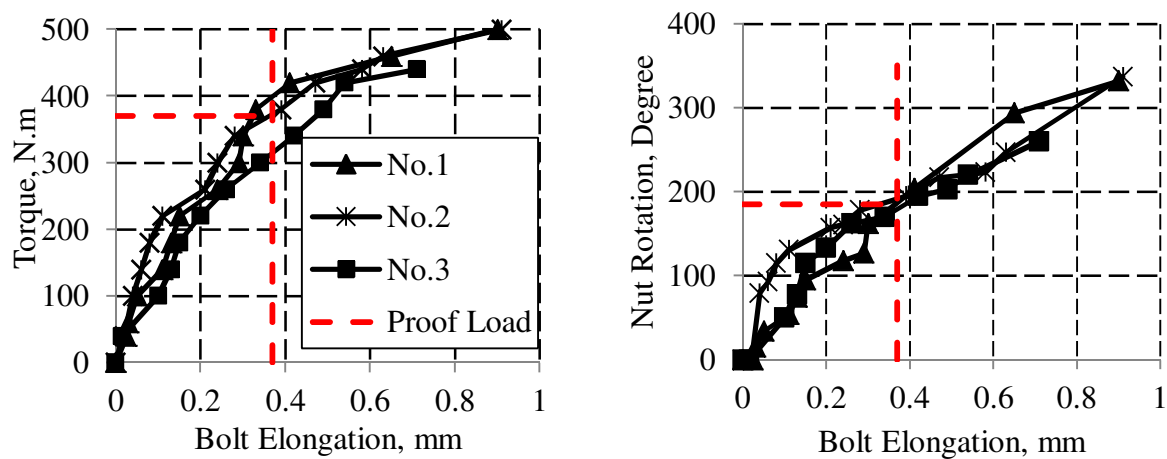 500
400
300
200
100
0
Torque, N.m
0 0.2 0.4 0.6 0.8 1
Bolt Elongation, mm
No.1
No.2
No.3
Proof Load
400
300
200
100
0
Nut Rotation, Degree
0 0.2 0.4 0.6 0.8 1
Bolt Elongation, mm